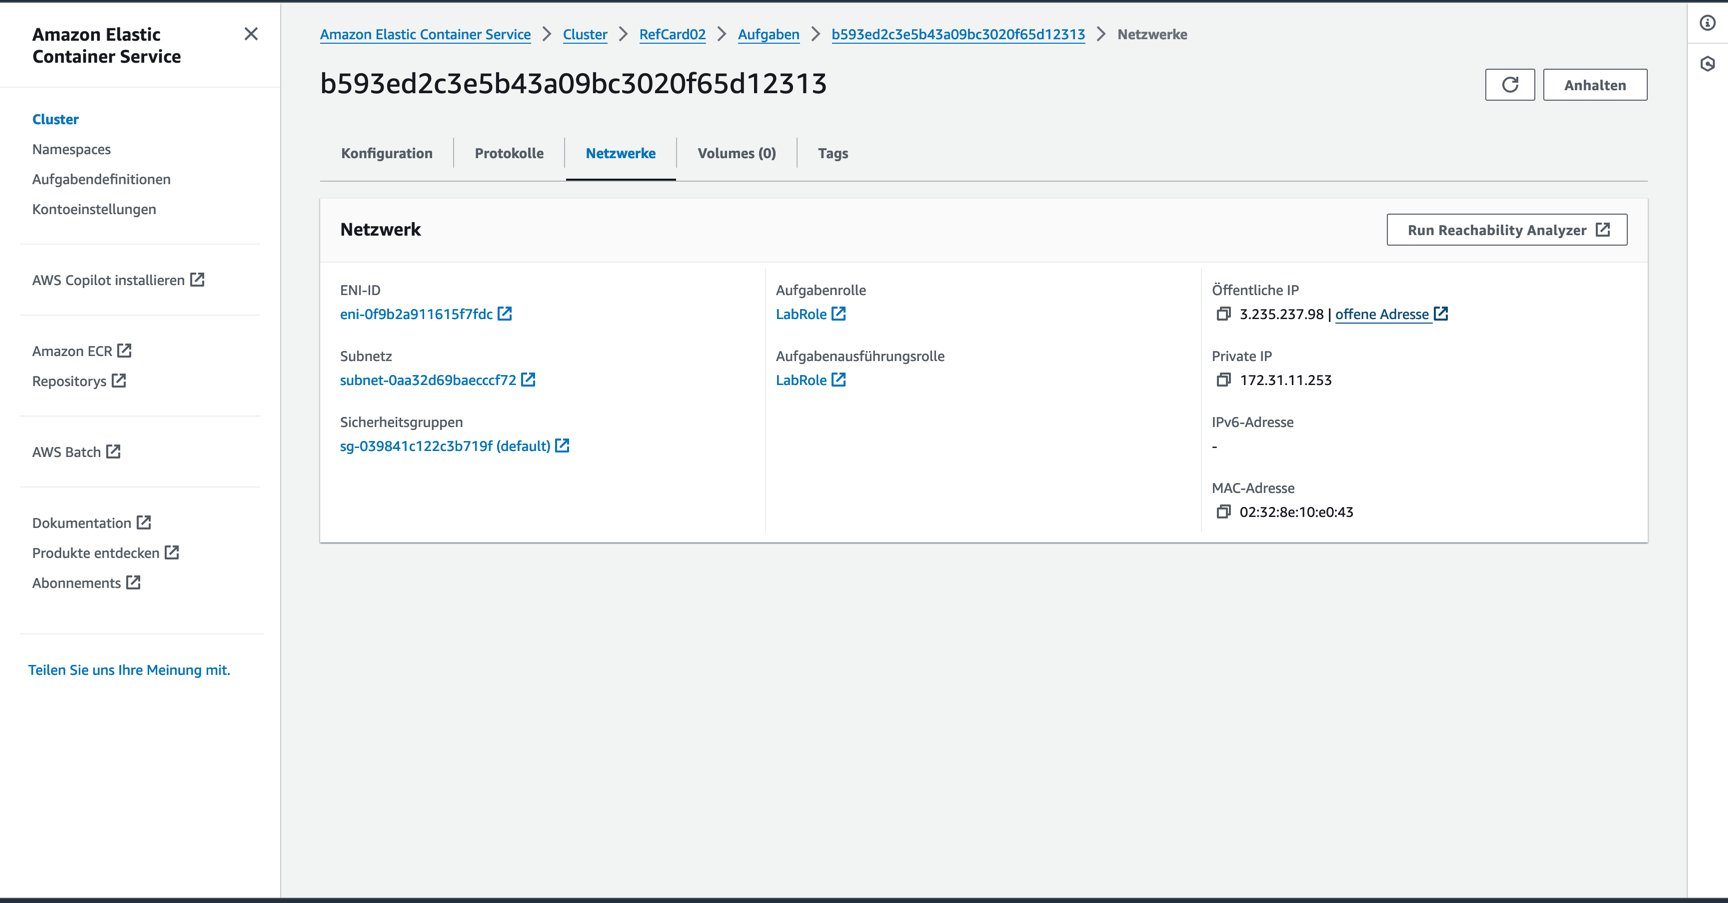 Amazon Elastic
Container Service
Cluster
Namespaces
Aufgabendefinitionen
Kontoeinstellungen
AWS Copilot installieren
Amazon ECR
Repositorys
AWS Batch
Dokumentation
Produkte entdecken
Abonnements
Teilen Sie uns Ihre Meinung mit.
Amazon Elastic Container Service > Cluster > RefCard02 > Aufgaben > b593ed2c3e5b43a09bc3020f65d12313 > Netzwerke
b593ed2c3e5b43a09bc3020f65d12313
Anhalten
Konfiguration Protokolle Netzwerke Volumes (0) Tags
Netzwerk
Run Reachability Analyzer
ENI-ID
eni-0f9b2a911615f7fdc
Subnetz
subnet-0aa32d69baecccf72
Sicherheitsgruppen
sg-039841c122c3b719f (default)
Aufgabenrolle
LabRole
Aufgabenausführungsrolle
LabRole
Öffentliche IP
3.235.237.98 | offene Adresse
Private IP
172.31.11.253
IPv6-Adresse
-
MAC-Adresse
02:32:8e:10:e0:43